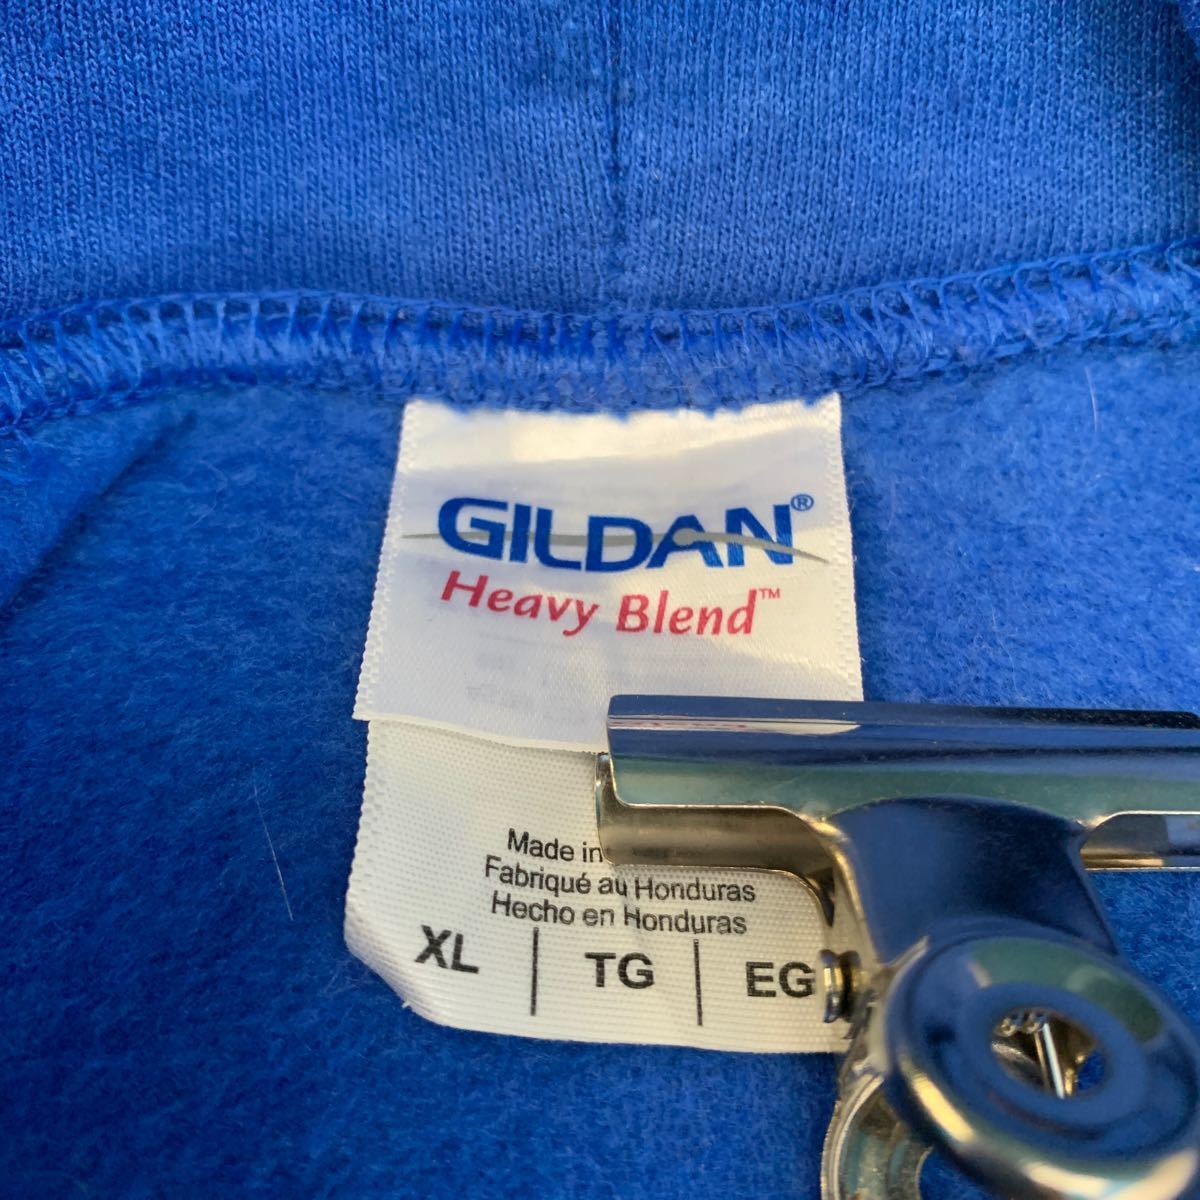 GILDAN®
Heavy Blend™
Made in
Fabriqué au Honduras
Hecho en Honduras
XL | TG | EG